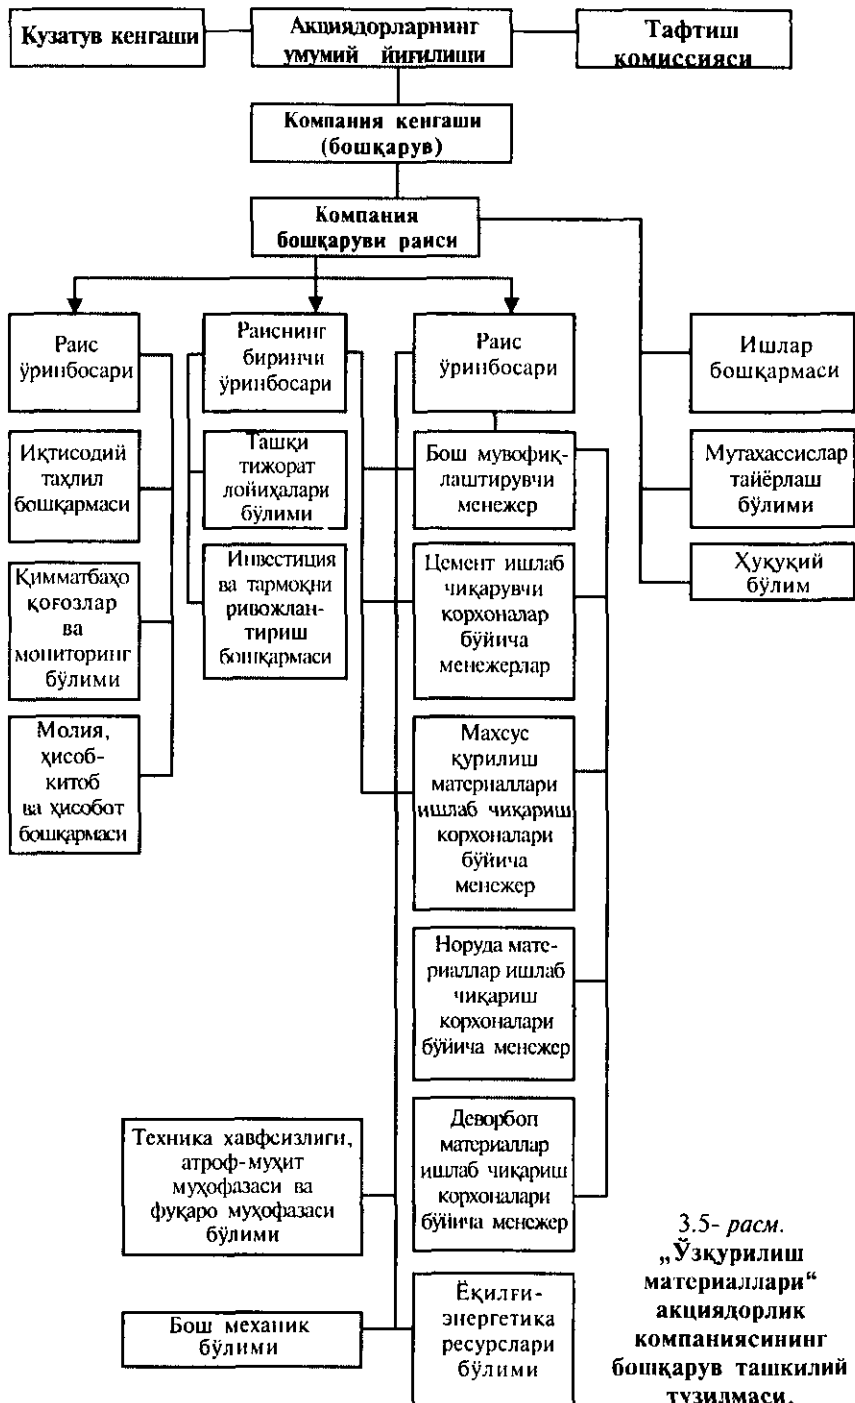 Кузатув кенгаши
Акциядорларнинг
умумий йиғилиши
Тафтиш
комиссияси
Компания кенгаши
(бошқарув)
Компания
бошқаруви раиси
Раис
ўринбосари
Раиснинг
биринчи
ўринбосари
Раис
ўринбосари
Ишлар
бошқармаси
Иқтисодий
таҳлил
бошқармаси
Ташқи
тижорат
лойиҳалари
бўлими
Бош мувофиқ-
лаштирувчи
менежер
Мутахассислар
тайёрлаш
бўлими
Қимматбаҳо
қоғозлар
ва
мониторинг
бўлими
Инвестиция
ва тармоқни
ривожлан-
тириш
бошқармаси
Цемент ишлаб
чиқарувчи
корхоналар
бўйича
менежерлар
Ҳуқуқий
бўлим
Молия,
ҳисоб-
китоб
ва ҳисобот
бошқармаси
Махсус
қурилиш
материаллари
ишлаб чиқариш
корхоналари
бўйича
менежер
Норуда мате-
риаллар ишлаб
чиқариш
корхоналари
бўйича менежер
Техника хавфсизлиги,
атроф-муҳит
муҳофазаси ва
фуқаро муҳофазаси
бўлими
Деворбоп
материаллар
ишлаб чиқариш
корхоналари
бўйича менежер
Бош механик
бўлими
Ёқилғи-
энергетика
ресурслари
бўлими
3.5- расм.
„Ўзқурилиш
материаллари“
акциядорлик
компаниясининг
бошқарув ташкилий
тузилмаси.